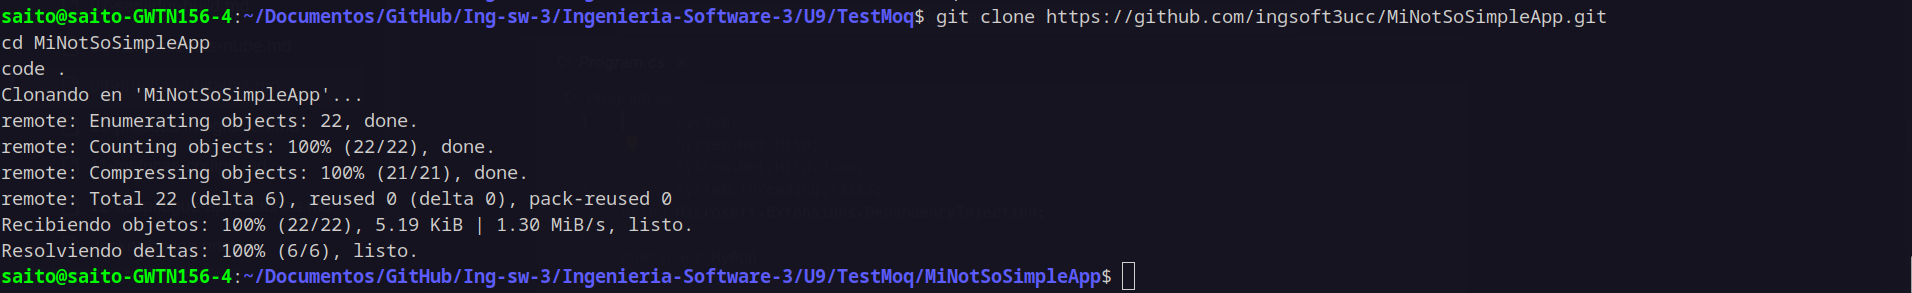 saito@saito-GWTN156-4:~/Documentos/GitHub/Ing-sw-3/Ingenieria-Software-3/U9/TestMoq$ git clone https://github.com/ingsoft3ucc/MiNotSoSimpleApp.git
cd MiNotSoSimpleApp
code .
Clonando en 'MiNotSoSimpleApp'...
remote: Enumerating objects: 22, done.
remote: Counting objects: 100% (22/22), done.
remote: Compressing objects: 100% (21/21), done.
remote: Total 22 (delta 6), reused 0 (delta 0), pack-reused 0
Recibiendo objetos: 100% (22/22), 5.19 KiB | 1.30 MiB/s, listo.
Resolviendo deltas: 100% (6/6), listo.
saito@saito-GWTN156-4:~/Documentos/GitHub/Ing-sw-3/Ingenieria-Software-3/U9/TestMoq/MiNotSoSimpleApp$